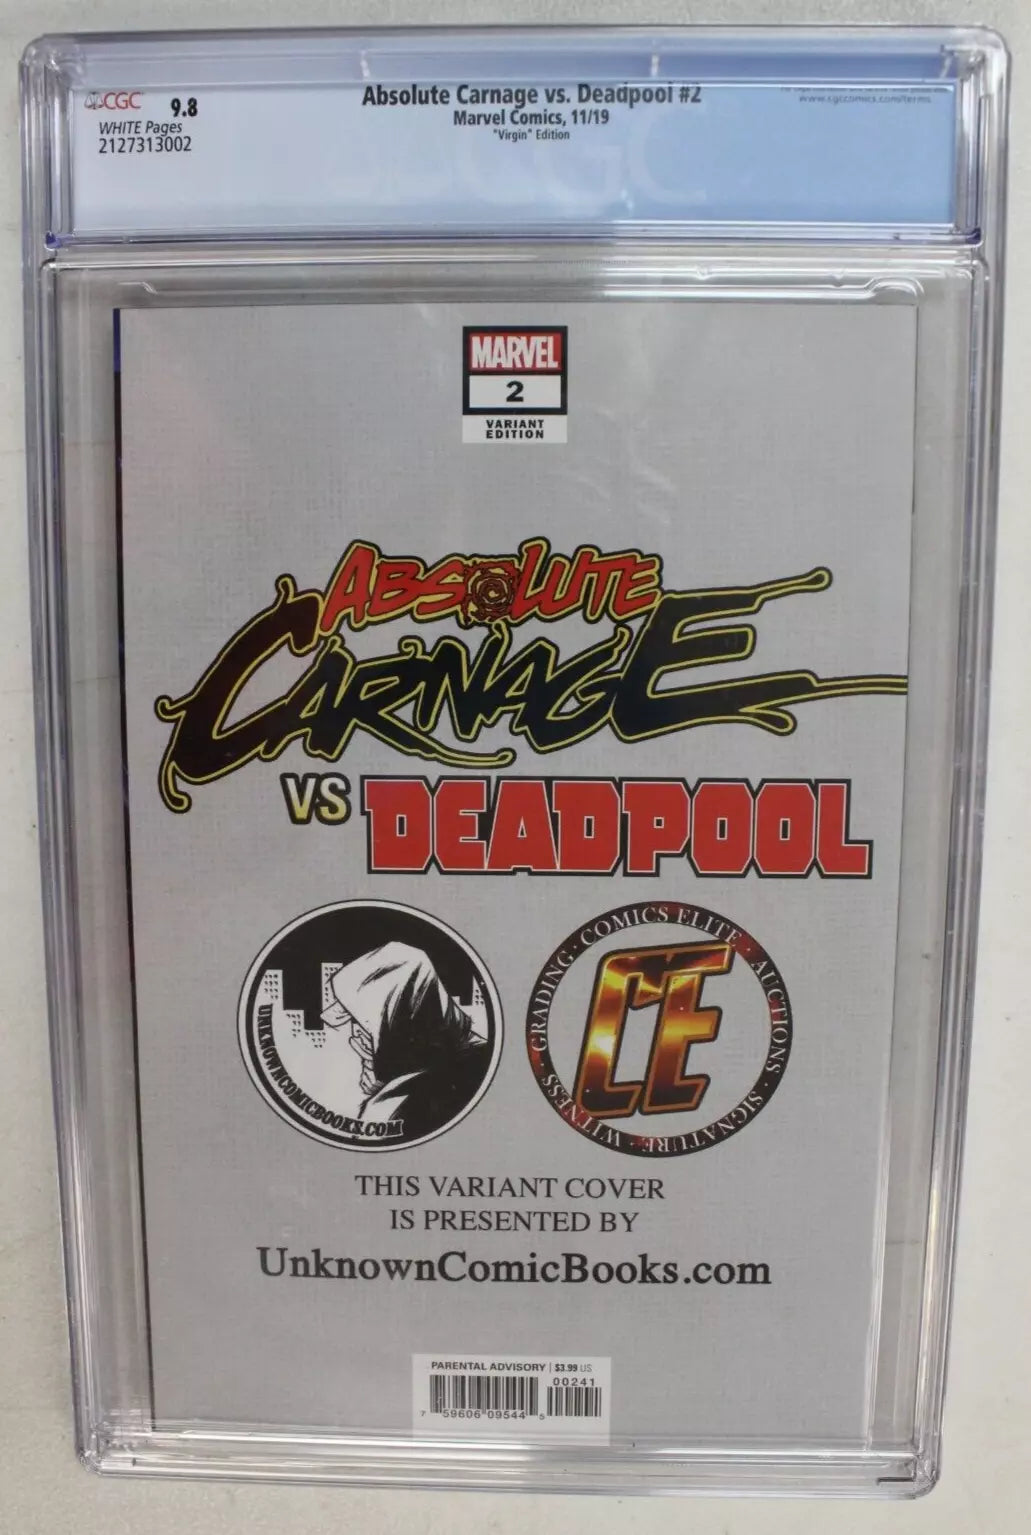 CGC 9.8
WHITE Pages
2127313002
Absolute Carnage vs. Deadpool #2
Marvel Comics, 11/19
"Virgin" Edition
www.cgccomics.com/terms
CGC
MARVEL
2
VARIANT
EDITION
ABSOLUTE
CARNAGE
VS DEADPOOL
UNKNOWNCOMICBOOKS.COM
COMICS ELITE · AUCTIONS · SIGNATURE · WITNESS · GRADING ·
CE
THIS VARIANT COVER
IS PRESENTED BY
UnknownComicBooks.com
PARENTAL ADVISORY | $3.99 US
00241
7 59606 09544 5